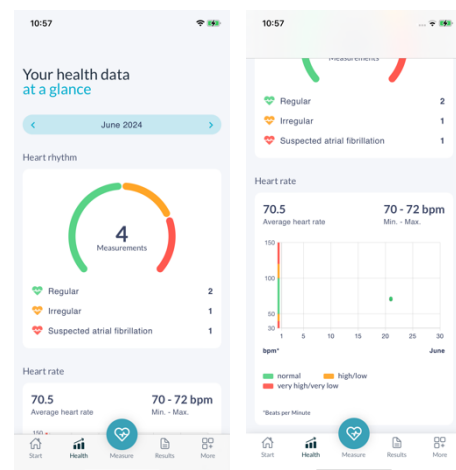 10:57
Your health data
at a glance
June 2024
Heart rhythm
4
Measurements
Regular 2
Irregular 1
Suspected atrial fibrillation 1
Heart rate
70.5 70 - 72 bpm
Average heart rate Min. - Max.
150
Start Health Measure Results More
10:57
Measurements
Regular 2
Irregular 1
Suspected atrial fibrillation 1
Heart rate
70.5 70 - 72 bpm
Average heart rate Min. - Max.
150
100
50
30
1 5 10 15 20 25 30
bpm* June
normal high/low
very high/very low
*Beats per Minute
Start Health Measure Results More